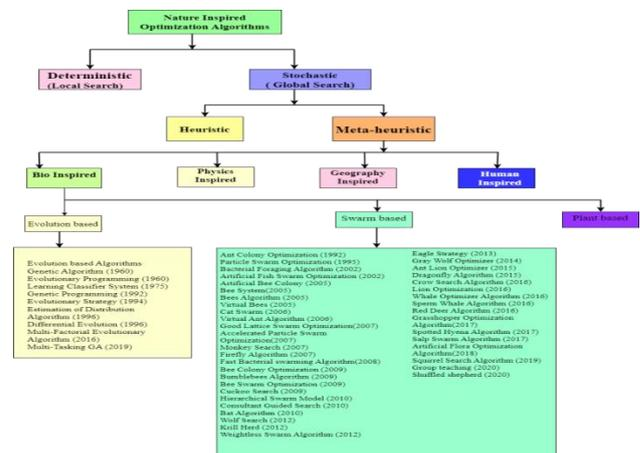 Nature Inspired
Optimization Algorithms
Deterministic
(Local Search)
Stochastic
( Global Search)
Heuristic
Meta-heuristic
Bio Inspired
Physics
Inspired
Geography
Inspired
Human
Inspired
Evolution based
Swarm based
Plant based
Evolution based Algorithms
Genetic Algorithm (1960)
Evolutionary Programming (1960)
Learning Classifier System (1975)
Genetic Programming (1992)
Evolutionary Strategy (1994)
Estimation of Distribution
Algorithm (1996)
Differential Evolution (1996)
Multi-Factorial Evolutionary
Algorithm (2016)
Multi-Tasking GA (2019)
Ant Colony Optimization (1992)
Particle Swarm Optimization (1995)
Bacterial Foraging Algorithm (2002)
Artificial Fish Swarm Optimization (2002)
Artificial Bee Colony (2005)
Bee System(2005)
Bees Algorithm (2005)
Virtual Bees (2005)
Cat Swarm (2006)
Virtual Ant Algorithm (2006)
Good Lattice Swarm Optimization(2007)
Accelerated Particle Swarm
Optimization(2007)
Monkey Search (2007)
Firefly Algorithm (2007)
Fast Bacterial swarming Algorithm(2008)
Bee Colony Optimization (2009)
Bumblebees Algorithm (2009)
Bee Swarm Optimization (2009)
Cuckoo Search (2009)
Hierarchical Swarm Model (2010)
Consultant Guided Search (2010)
Bat Algorithm (2010)
Wolf Search (2012)
Krill Herd (2012)
Weightless Swarm Algorithm (2012)
Eagle Strategy (2013)
Gray Wolf Optimizer (2014)
Ant Lion Optimizer (2015)
Dragonfly Algorithm (2015)
Crow Search Algorithm (2016)
Lion Optimization (2016)
Whale Optimizer Algorithm (2016)
Sperm Whale Algorithm (2016)
Red Deer Algorithm (2016)
Grasshopper Optimization
Algorithm(2017)
Spotted Hyena Algorithm (2017)
Salp Swarm Algorithm (2017)
Artificial Flora Optimization
Algorithm(2018)
Squirrel Search Algorithm (2019)
Group teaching (2020)
Shuffled shepherd (2020)